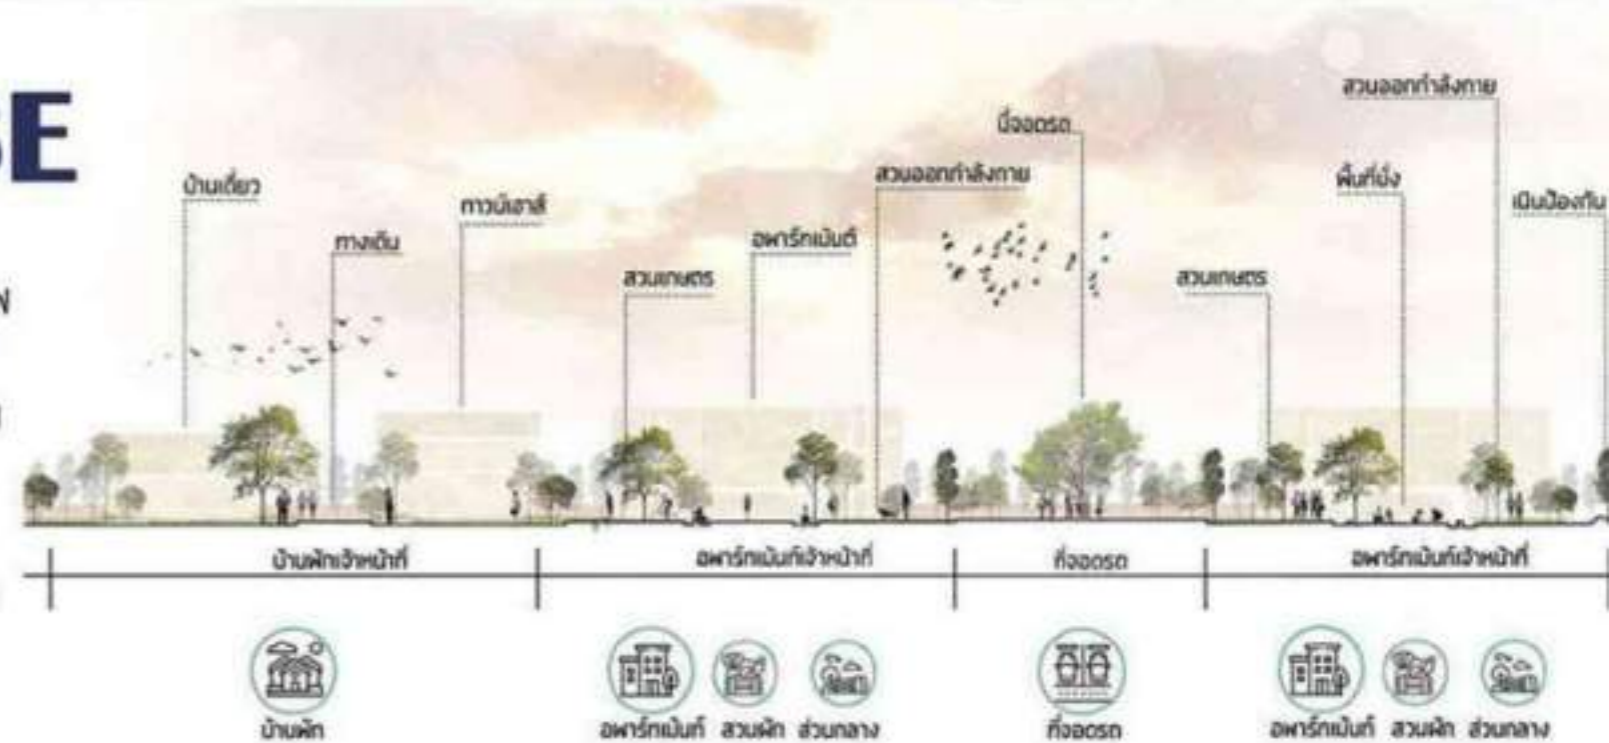 SE
สวนออกกำลังกาย
ที่จอดรถ
สวนออกกำลังกาย
พื้นที่นั่ง
บ้านเดี่ยว
เนินป้องกัน
ทาวน์เฮาส์
ทางเดิน
อพาร์ทเม้นต์
สวนเกษตร
สวนเกษตร
บ้านพักเจ้าหน้าที่
อพาร์ทเม้นท์เจ้าหน้าที่
ที่จอดรถ
อพาร์ทเม้นท์เจ้าหน้าที่
บ้านพัก
อพาร์ทเม้นท์ สวนผัก ส่วนกลาง
ที่จอดรถ
อพาร์ทเม้นท์ สวนผัก ส่วนกลาง